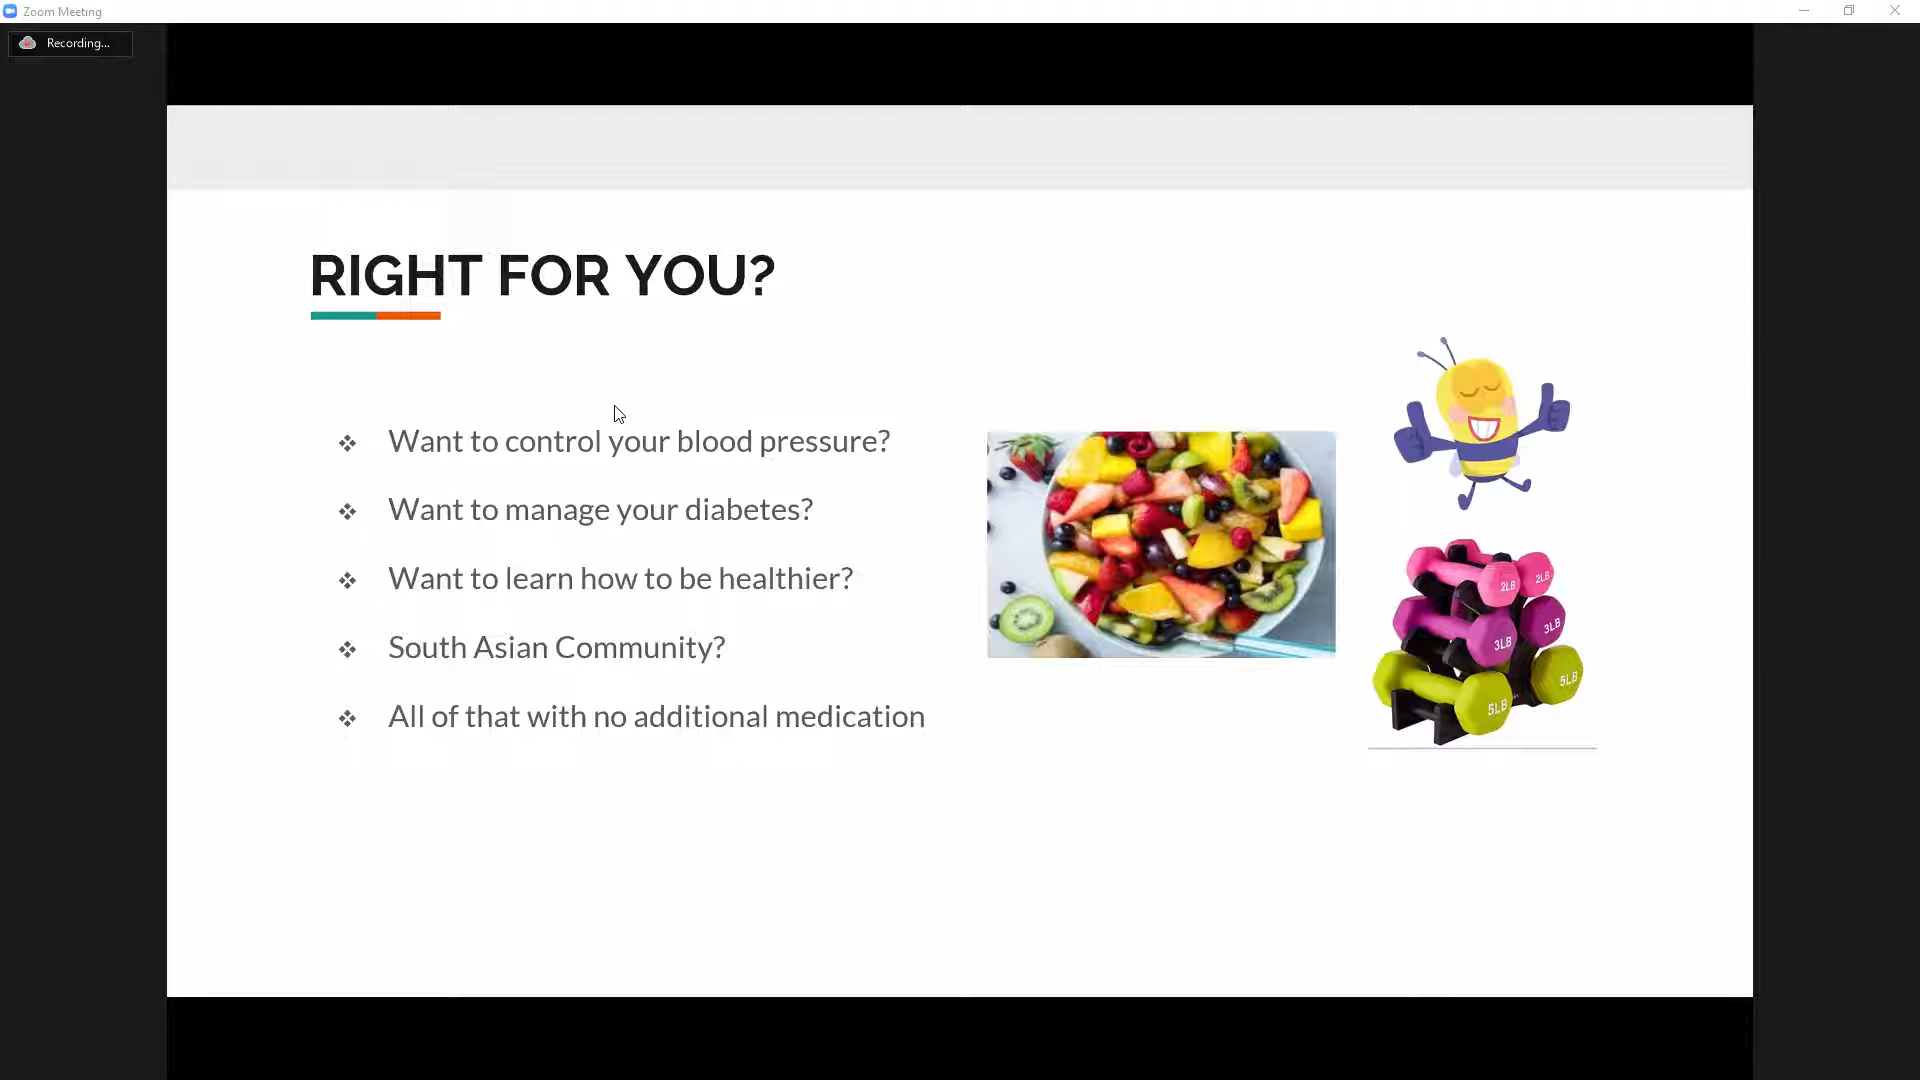 Zoom Meeting
Recording...
RIGHT FOR YOU?
Want to control your blood pressure?
Want to manage your diabetes?
Want to learn how to be healthier?
South Asian Community?
All of that with no additional medication
2LB
2LB
3LB
3LB
5LB
5LB